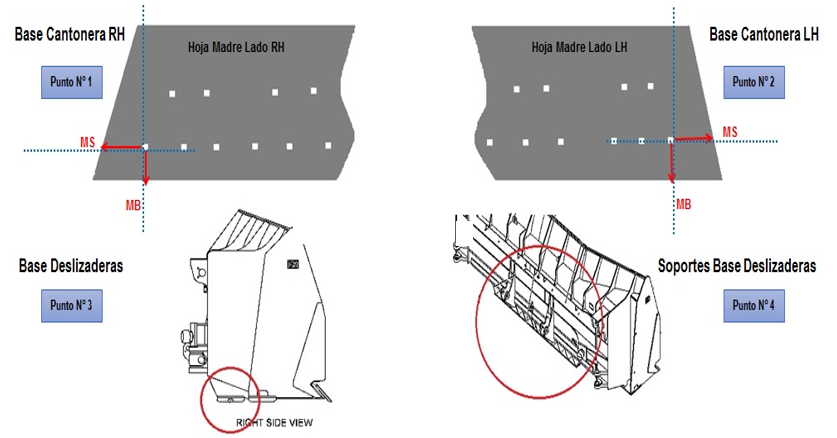 Base Cantonera RH
Hoja Madre Lado RH
Punto N° 1
MS
MB
Hoja Madre Lado LH
Base Cantonera LH
Punto N° 2
MS
MB
Base Deslizaderas
Punto N° 3
RIGHT SIDE VIEW
Soportes Base Deslizaderas
Punto N° 4